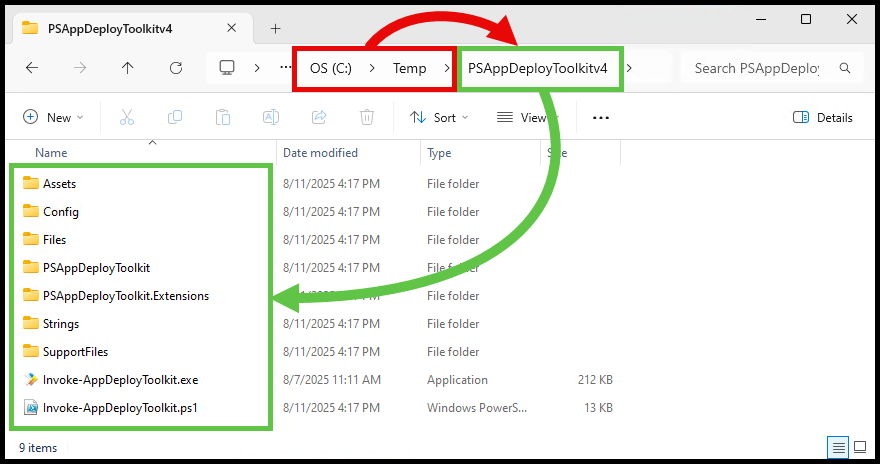 PSAppDeployToolkitv4
OS (C:) Temp PSAppDeployToolkitv4 Search PSAppDeploy
New Sort View Details
Name Date modified Type
Assets 8/11/2025 4:17 PM File folder
Config 8/11/2025 4:17 PM File folder
Files 8/11/2025 4:17 PM File folder
PSAppDeployToolkit 8/11/2025 4:17 PM File folder
PSAppDeployToolkit.Extensions 8/11/2025 4:17 PM File folder
Strings 8/11/2025 4:17 PM File folder
SupportFiles 8/11/2025 4:17 PM File folder
Invoke-AppDeployToolkit.exe 8/7/2025 11:11 AM Application 212 KB
Invoke-AppDeployToolkit.ps1 8/11/2025 4:17 PM Windows PowerS... 13 KB
9 items